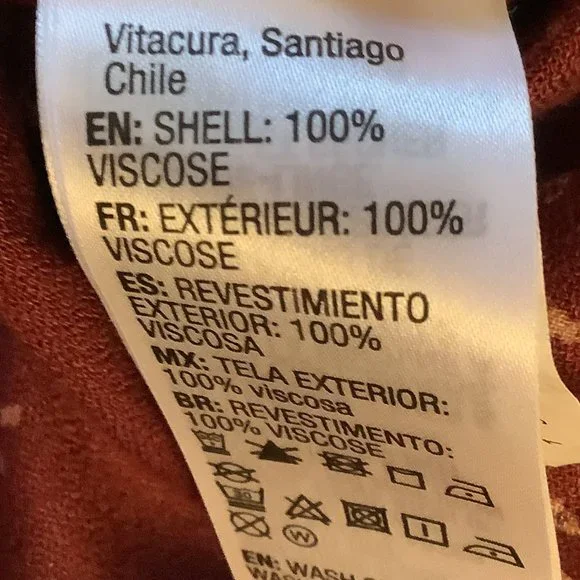 Vitacura, Santiago
Chile
EN: SHELL: 100%
VISCOSE
FR: EXTÉRIEUR: 100%
VISCOSE
ES: REVESTIMIENTO
EXTERIOR: 100%
VISCOSA
MX: TELA EXTERIOR:
100% viscosa
BR: REVESTIMENTO:
100% VISCOSE
W
EN: WASH
WASH